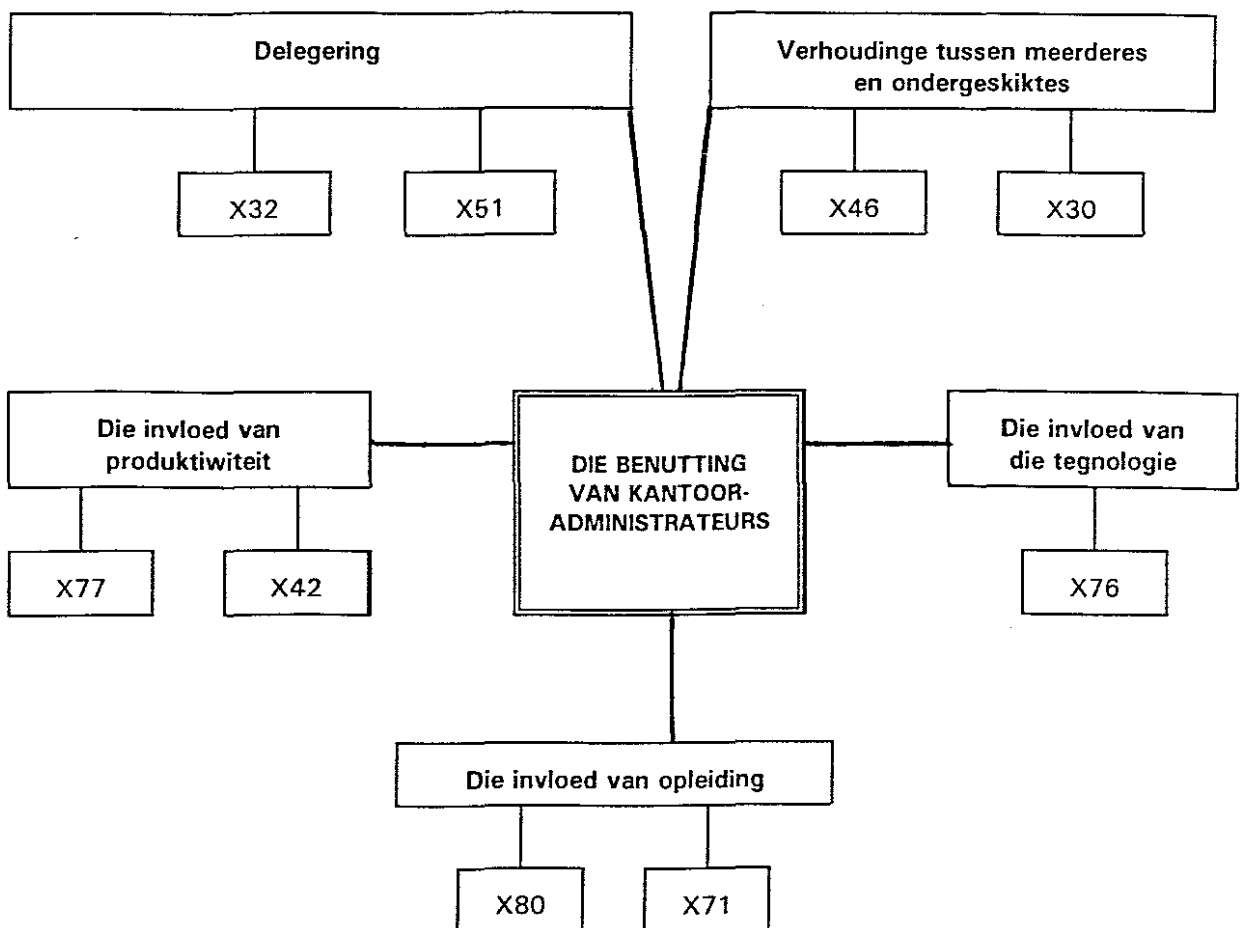 Delegering
Verhoudinge tussen meerderes
en ondergeskiktes
X32
X51
X46
X30
Die invloed van
produktiwiteit
DIE BENUTTING
VAN KANTOOR-
ADMINISTRATEURS
Die invloed van
die tegnologie
X77
X42
X76
Die invloed van opleiding
X80
X71